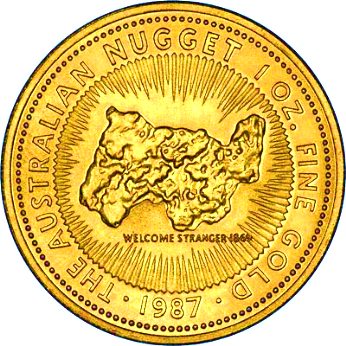 · THE AUSTRALIAN NUGGET 1 OZ. FINE GOLD ·
WELCOME STRANGER 1869
1987